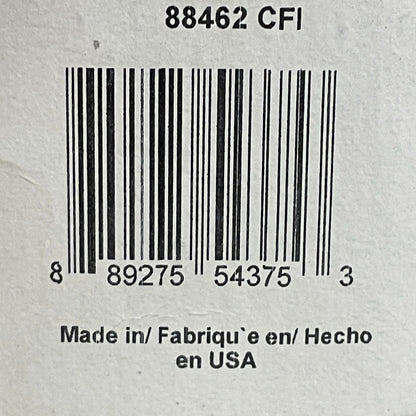 88462 CFI
8 89275 54375 3
Made in/ Fabriqu`e en/ Hecho
en USA